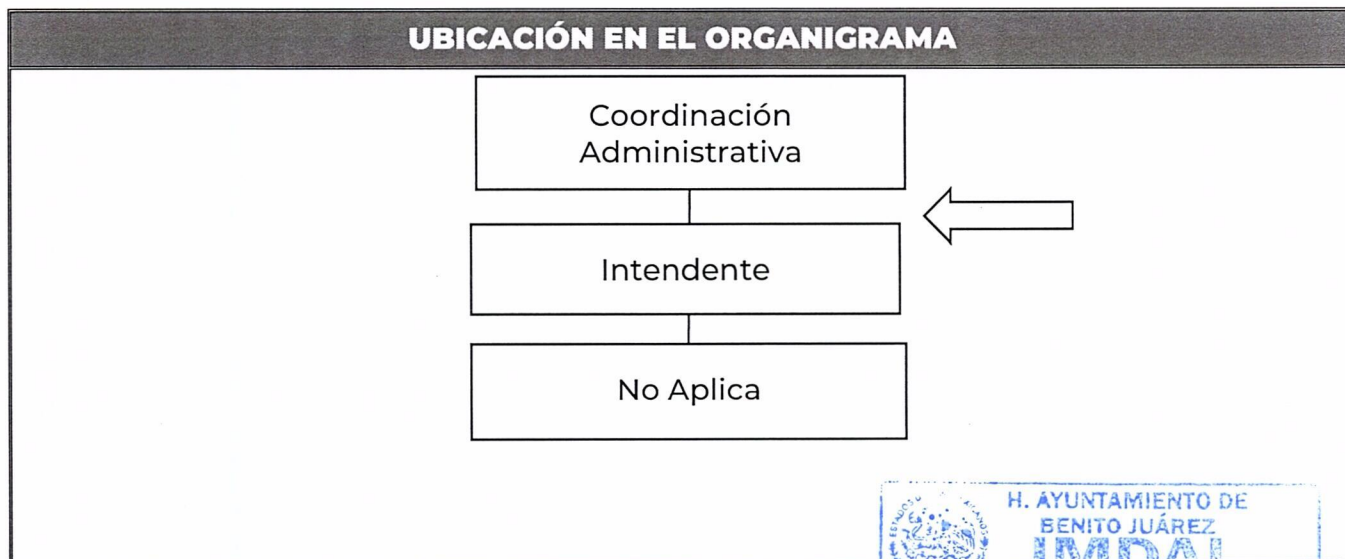 UBICACIÓN EN EL ORGANIGRAMA
Coordinación
Administrativa
Intendente
No Aplica
H. AYUNTAMIENTO DE
BENITO JUÁREZ